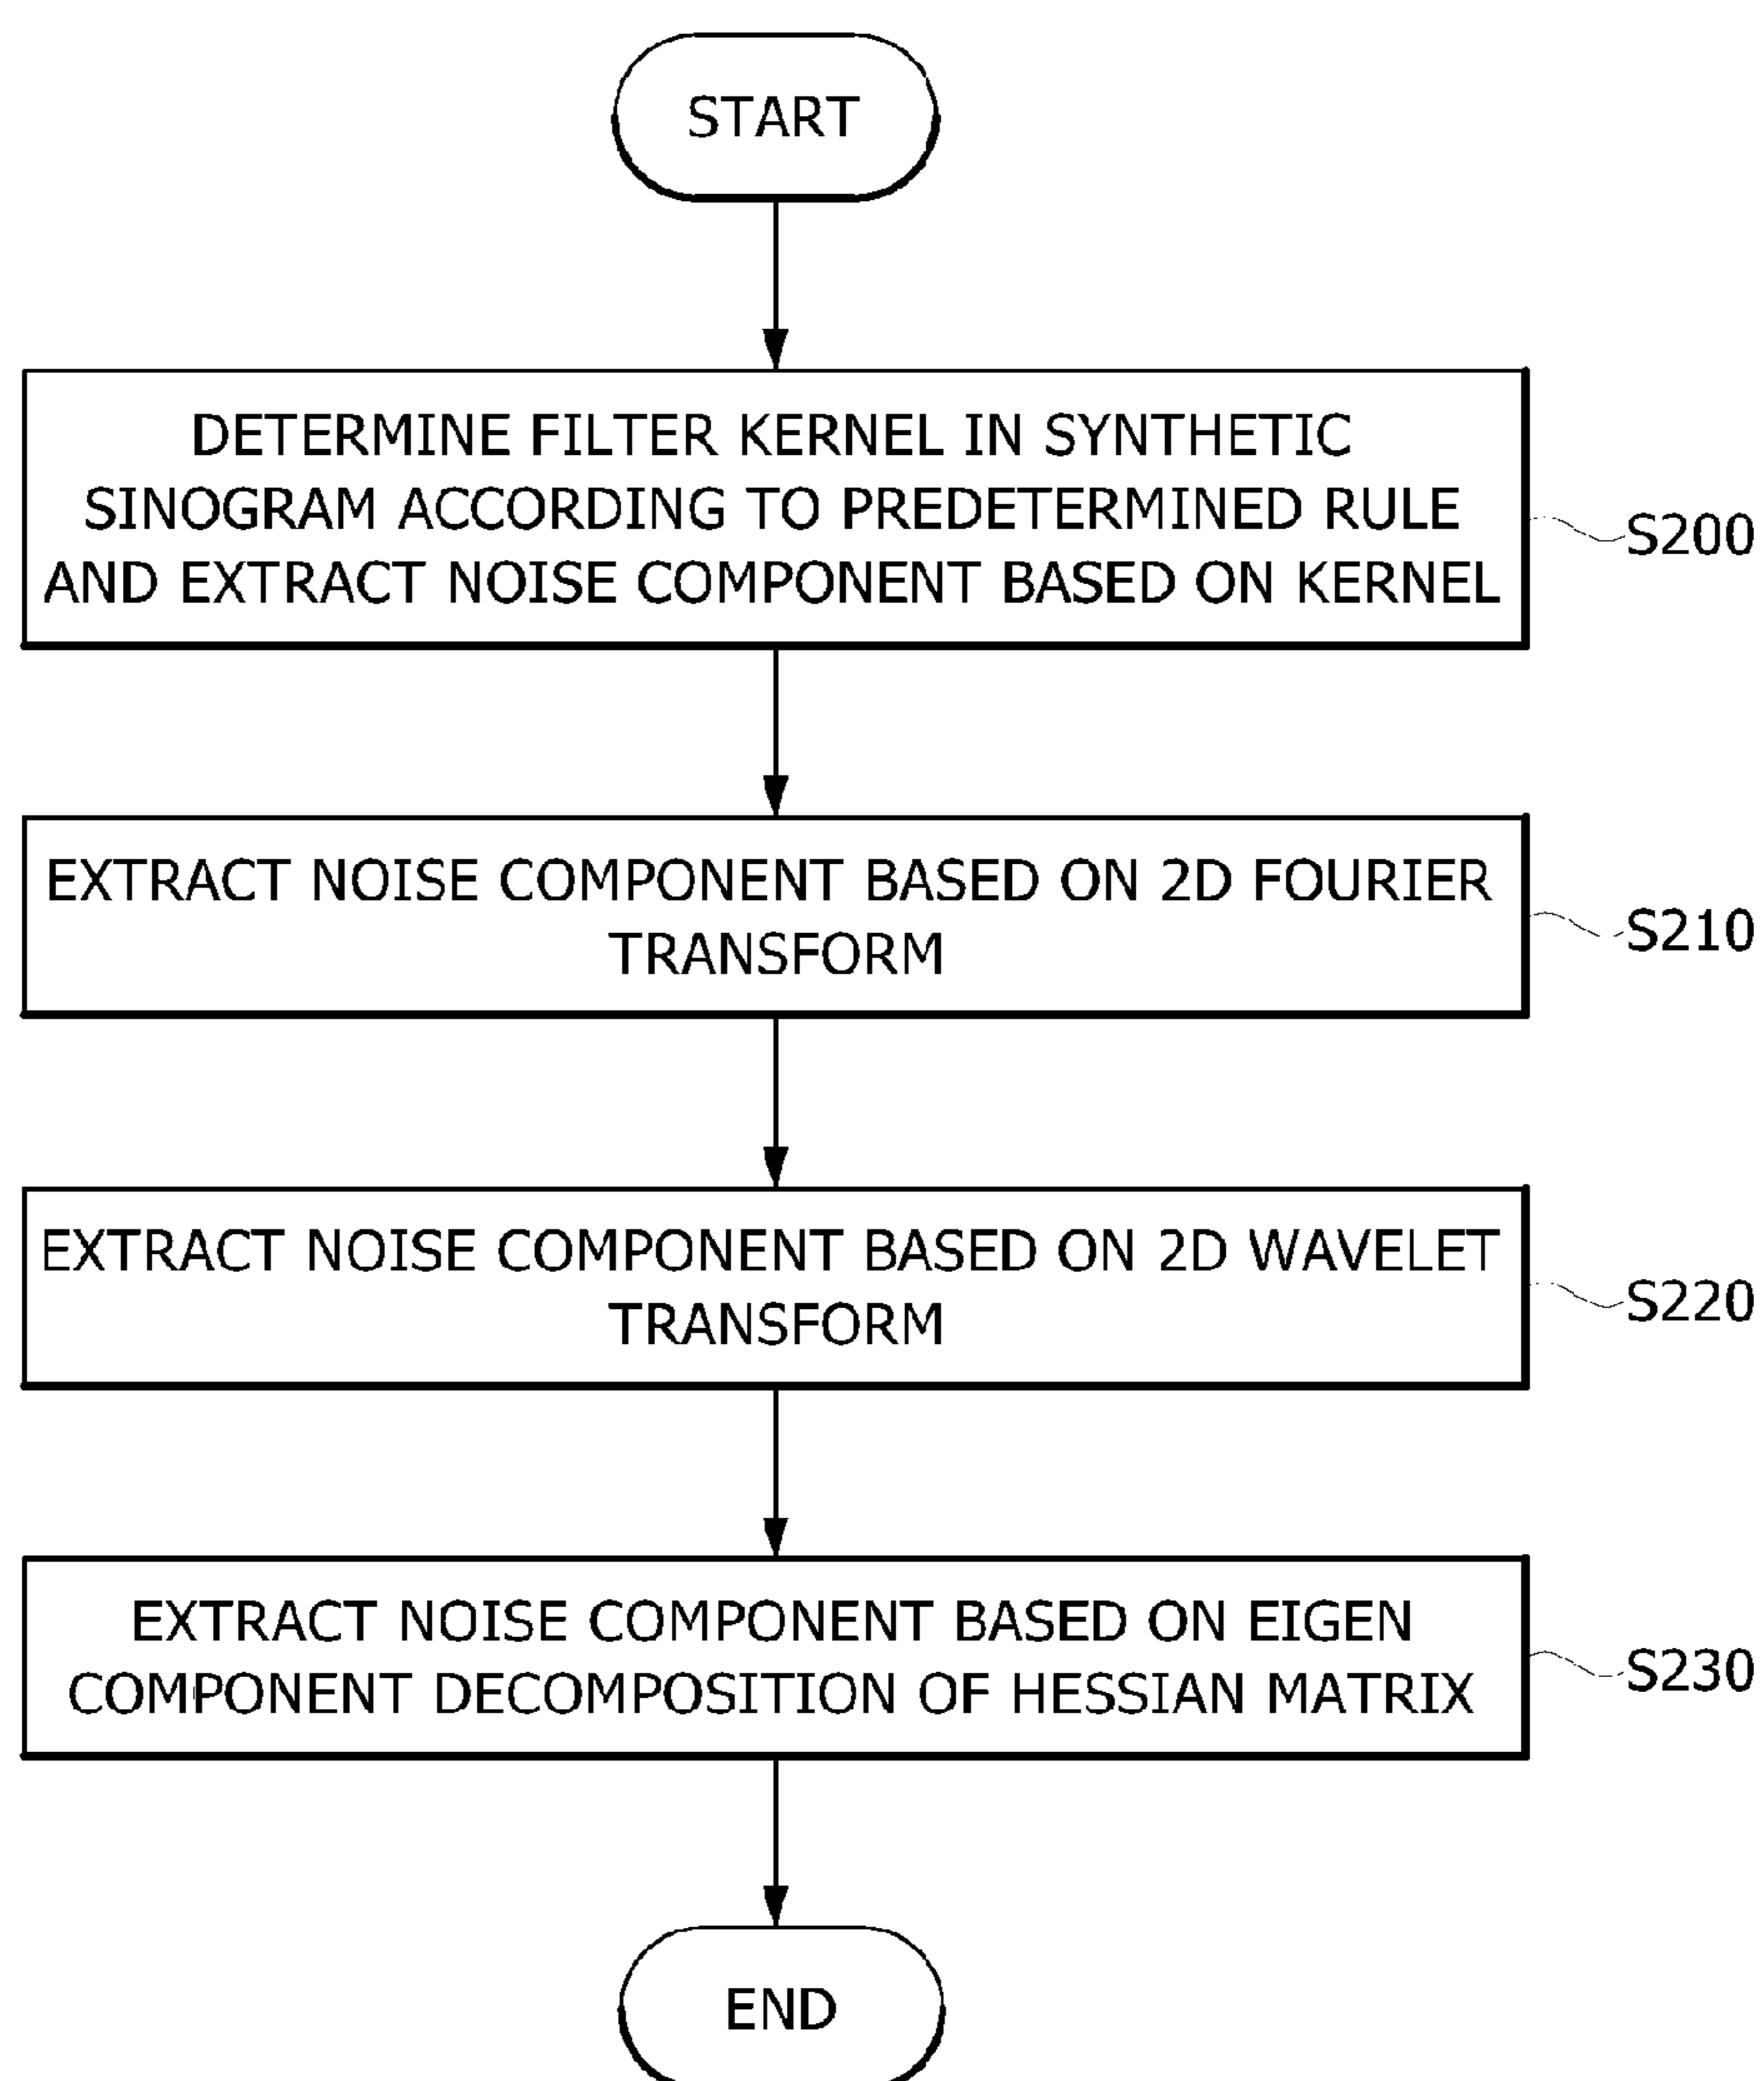 START
DETERMINE FILTER KERNEL IN SYNTHETIC
SINOGRAM ACCORDING TO PREDETERMINED RULE
AND EXTRACT NOISE COMPONENT BASED ON KERNEL
S200
EXTRACT NOISE COMPONENT BASED ON 2D FOURIER
TRANSFORM
S210
EXTRACT NOISE COMPONENT BASED ON 2D WAVELET
TRANSFORM
S220
EXTRACT NOISE COMPONENT BASED ON EIGEN
COMPONENT DECOMPOSITION OF HESSIAN MATRIX
S230
END